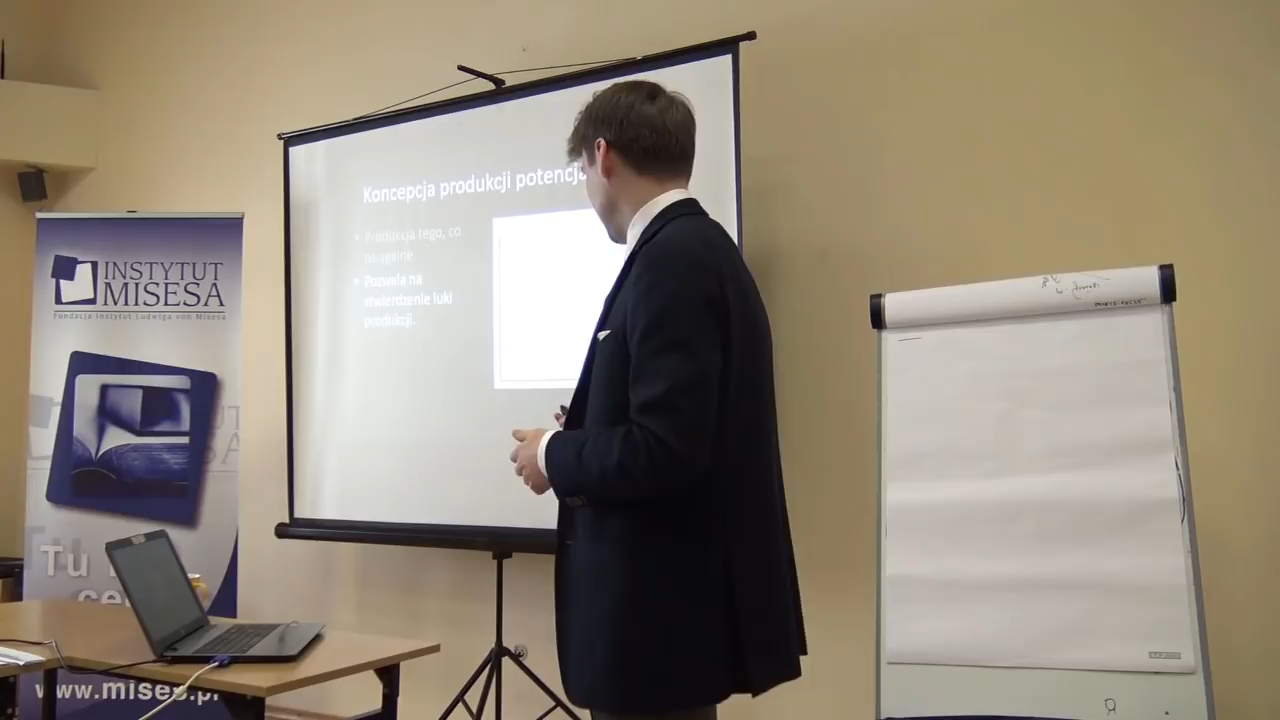 Koncepcja produkcji potencja
• Produkcja tego, co
osiągalne
• Pozwala na
stwierdzenie luki
produkcji.
INSTYTUT
MISESA
Fundacja Instytut Ludwiga von Misesa
Tu
ce
www.mises.pl